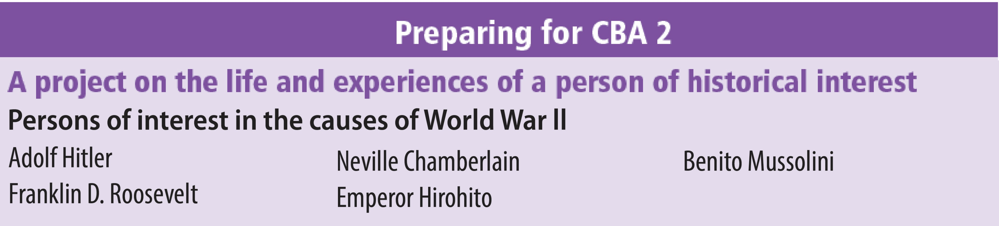 Preparing for CBA 2
A project on the life and experiences of a person of historical interest
Persons of interest in the causes of World War II
Adolf Hitler Neville Chamberlain Benito Mussolini
Franklin D. Roosevelt Emperor Hirohito